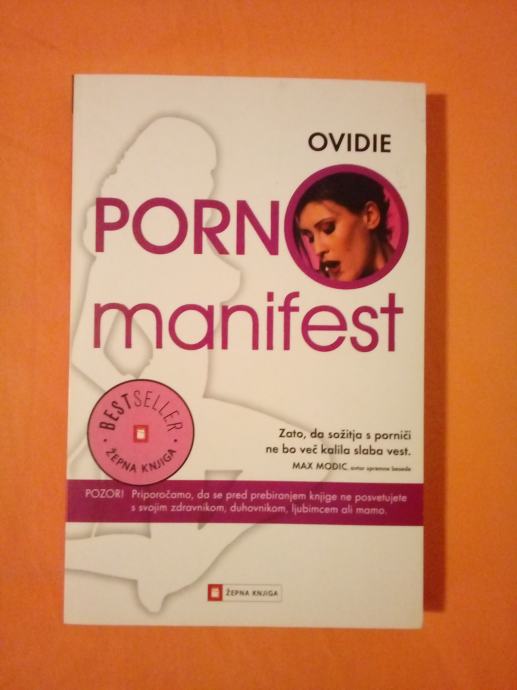 OVIDIE
PORNO
manifest
BESTSELLER
ŽEPNA KNJIGA
Zato, da sožitja s porniči
ne bo več kalila slaba vest.
MAX MODIC, avtor spremne besede
POZOR! Priporočamo, da se pred prebiranjem knjige ne posvetujete
s svojim zdravnikom, duhovnikom, ljubimcem ali mamo.
ŽEPNA KNJIGA